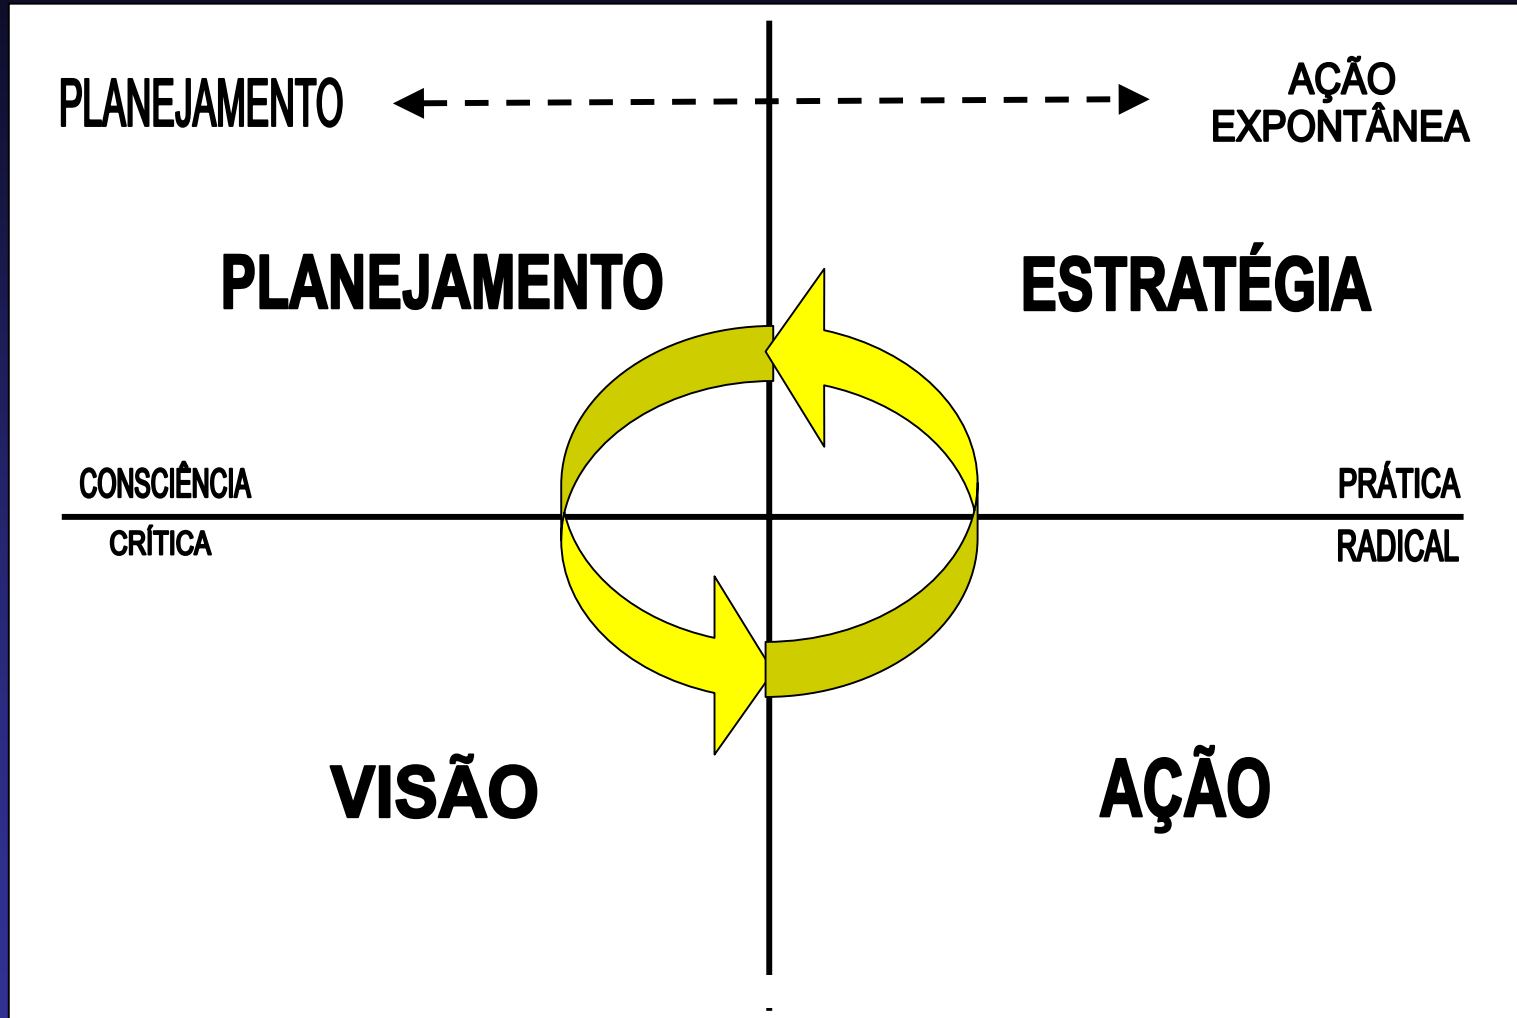 PLANEJAMENTO
AÇÃO
EXPONTÂNEA
PLANEJAMENTO
ESTRATÉGIA
CONSCIÊNCIA
CRÍTICA
PRÁTICA
RADICAL
VISÃO
AÇÃO